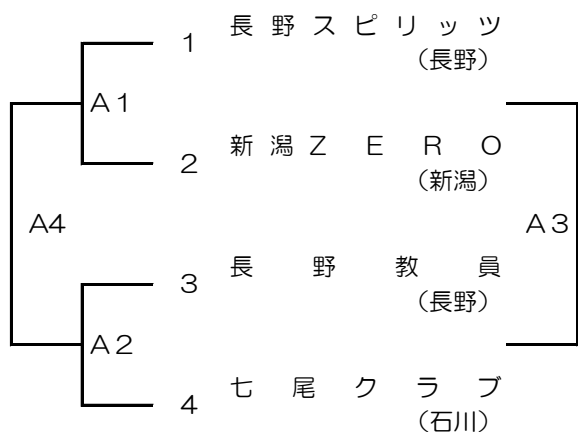 1 長野スピリッツ
(長野)
A1
2 新潟ZERO
(新潟)
A4
A3
3 長野教員
(長野)
A2
4 七尾クラブ
(石川)